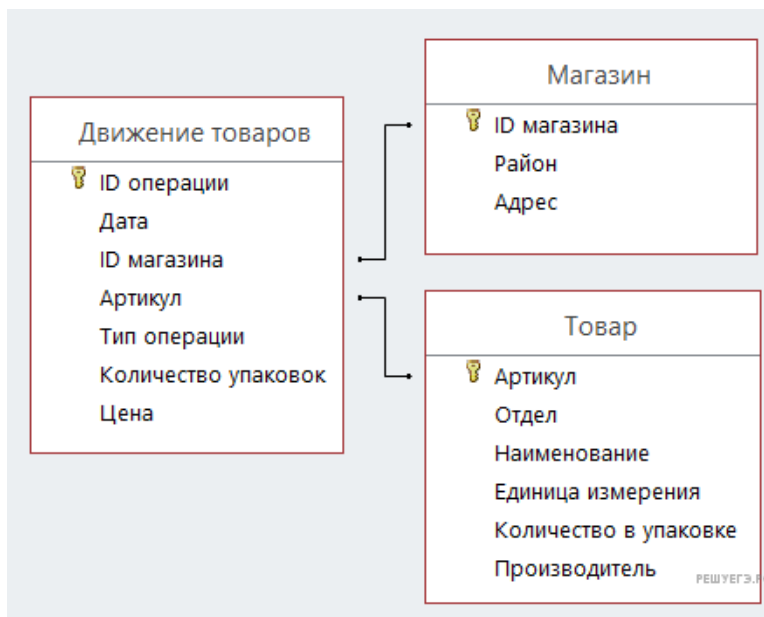 Движение товаров
ID операции
Дата
ID магазина
Артикул
Тип операции
Количество упаковок
Цена
Магазин
ID магазина
Район
Адрес
Товар
Артикул
Отдел
Наименование
Единица измерения
Количество в упаковке
Производитель
РЕШУЕГЭ.Р